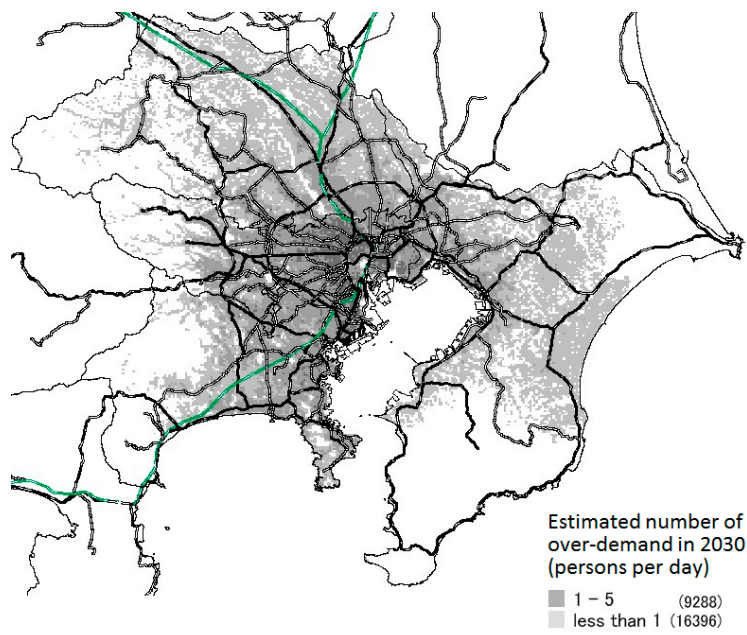 Estimated number of
over-demand in 2030
(persons per day)
1 – 5 (9288)
less than 1 (16396)